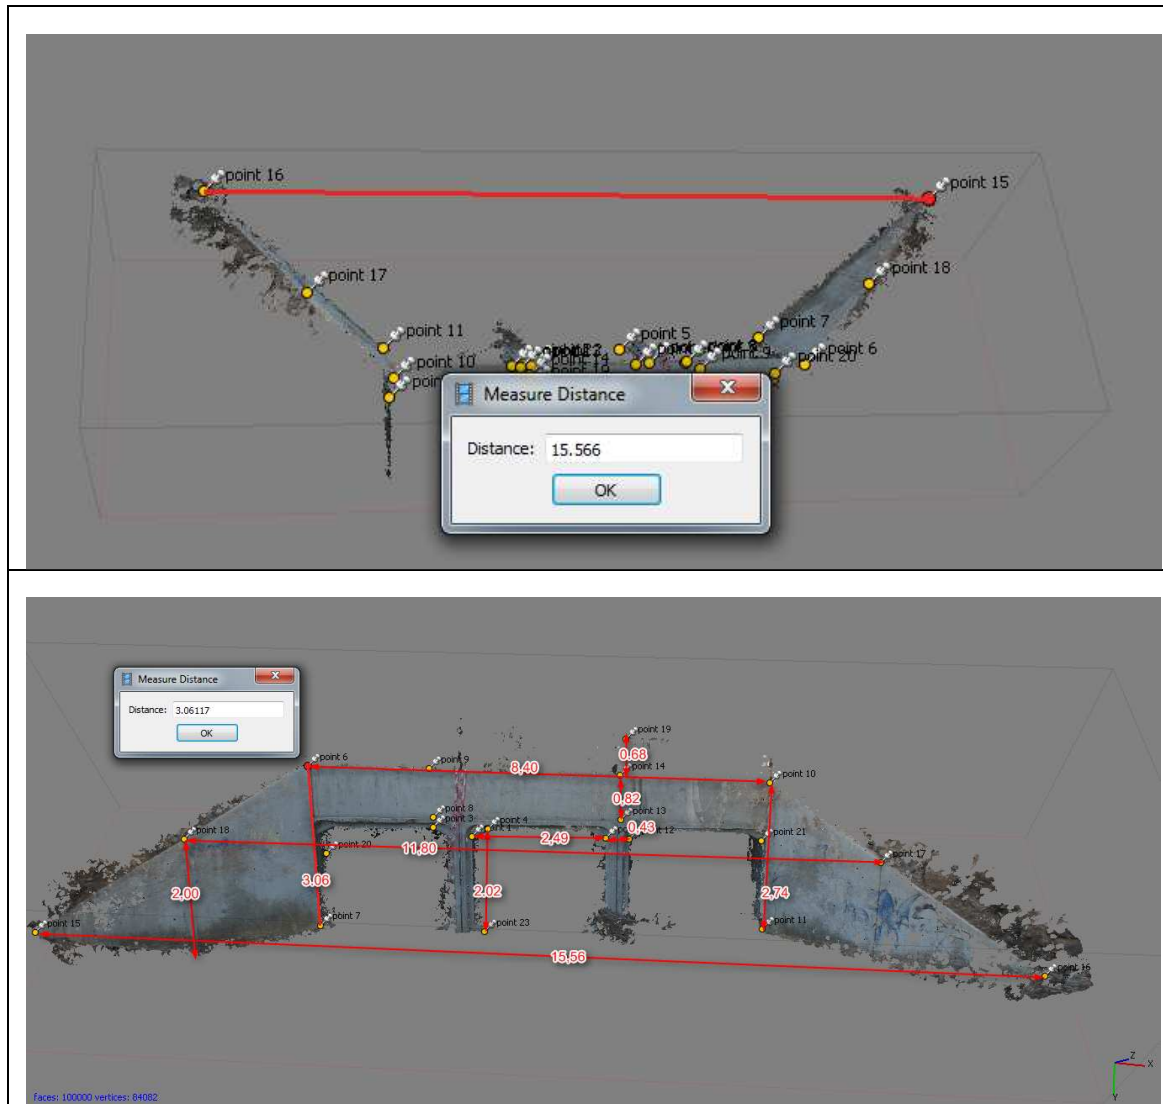 point 16
point 15
point 17
point 18
point 11
point 5
point 7
point 10
point 6
point 20
Measure Distance
Distance: 15.566
OK
Measure Distance
Distance: 3.06117
OK
point 19
point 6
point 9
0.68
8,40
point 14
point 10
0,82
point 8
point 3
point 4
point 13
0,43
point 18
2,49
point 21
point 20
11,80
point 17
2,00
3.06
2.02
2,74
point 15
point 7
point 23
point 11
15,56
point 16
Z
X
Y
faces: 100000 vertices: 84082